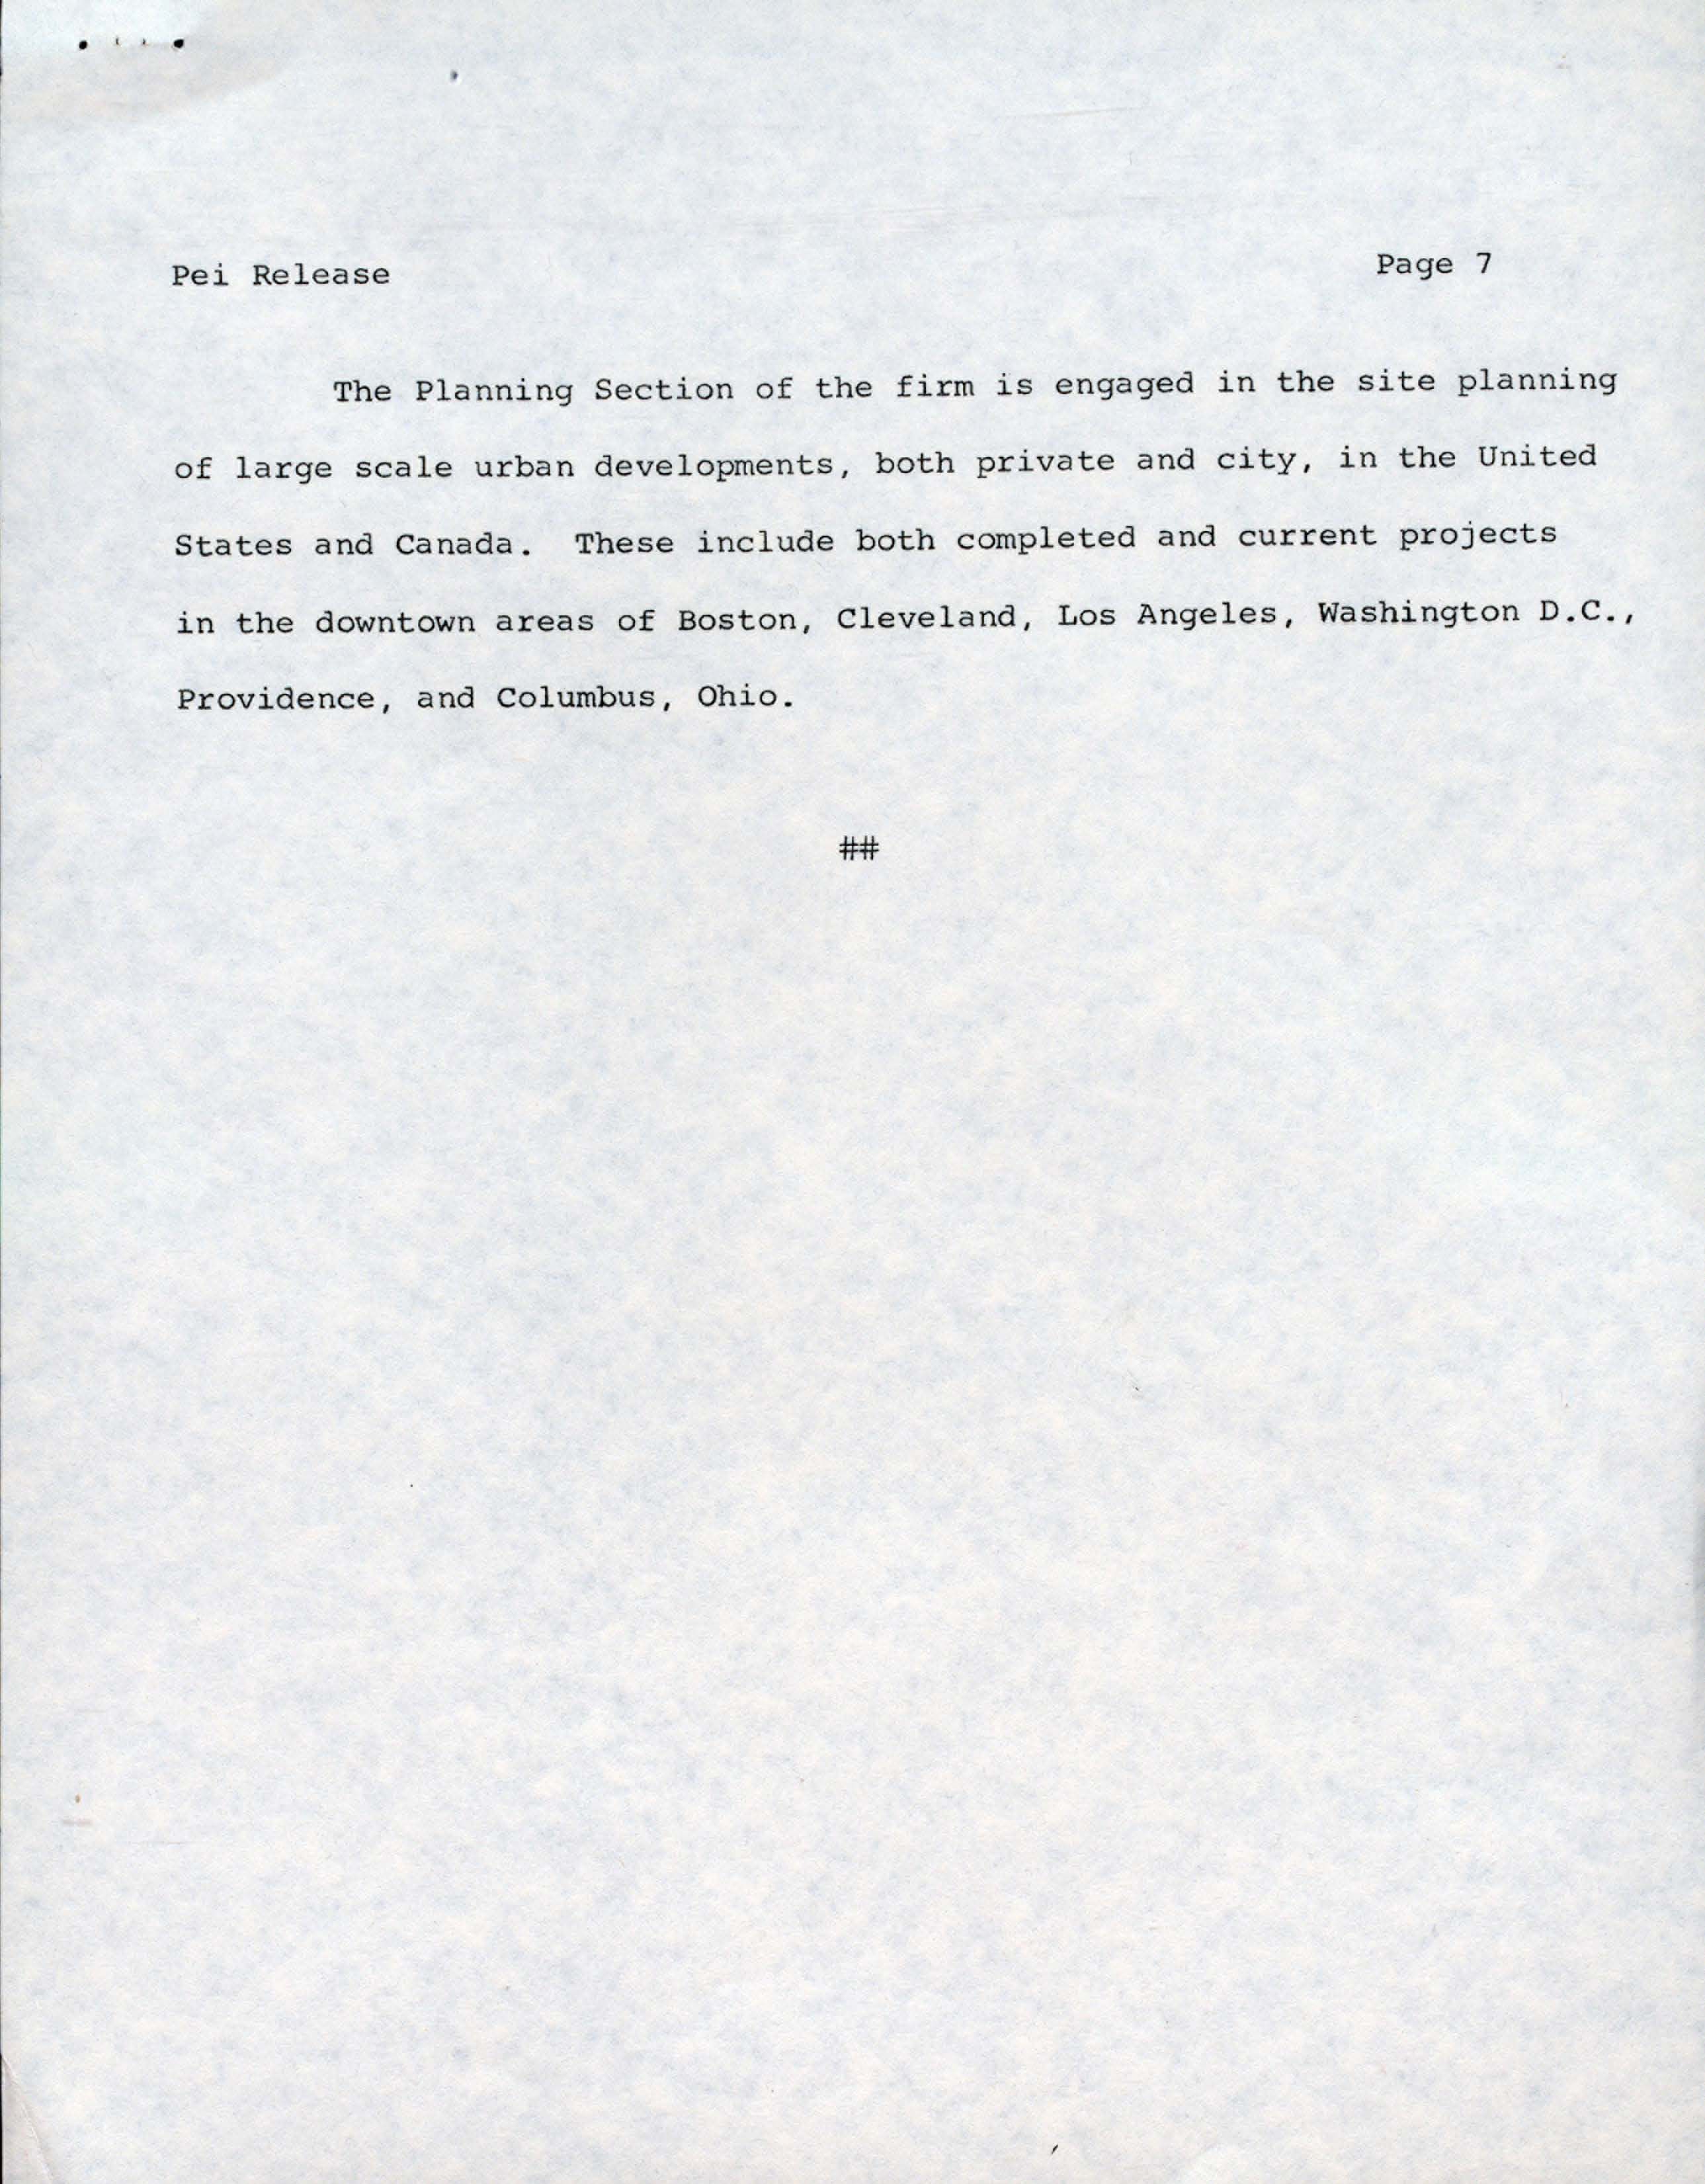 Pei Release Page 7
The Planning Section of the firm is engaged in the site planning
of large scale urban developments, both private and city, in the United
States and Canada.  These include both completed and current projects
in the downtown areas of Boston, Cleveland, Los Angeles, Washington D.C.,
Providence, and Columbus, Ohio.
##